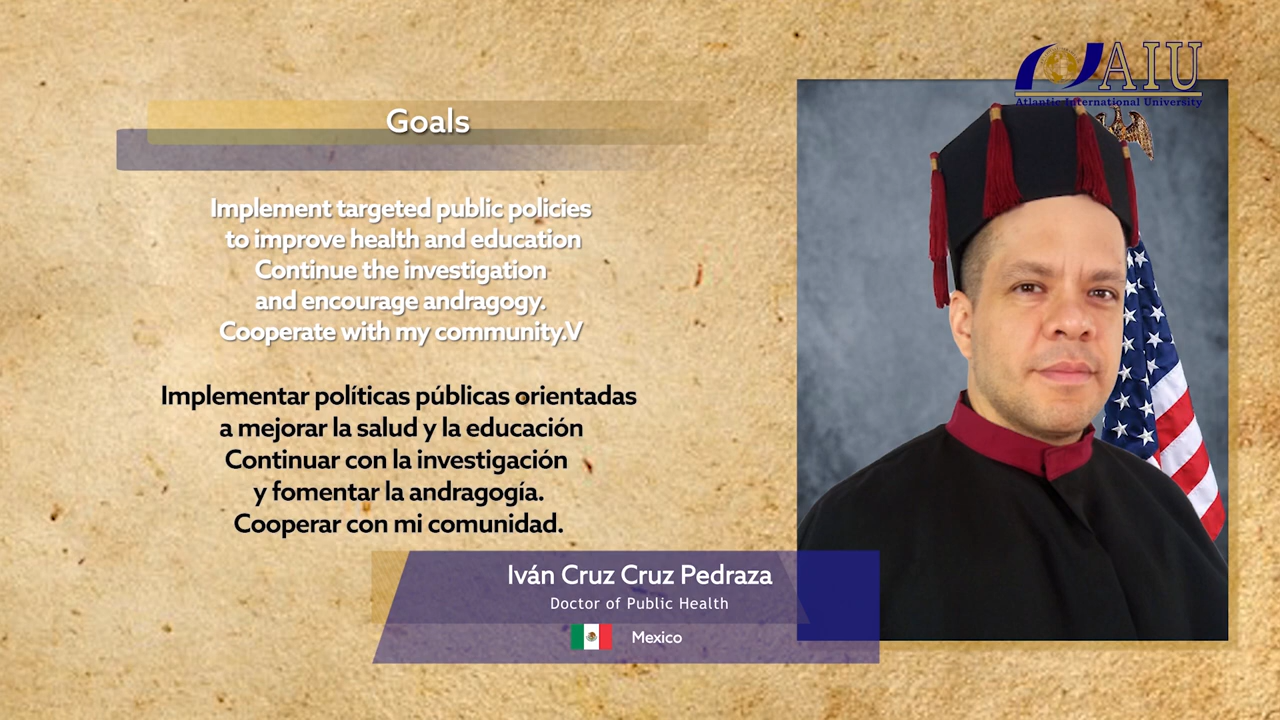 AIU
Atlantic International University
Goals
Implement targeted public policies
to improve health and education
Continue the investigation
and encourage andragogy.
Cooperate with my community.V
Implementar políticas públicas orientadas
a mejorar la salud y la educación
Continuar con la investigación
y fomentar la andragogía.
Cooperar con mi comunidad.
Iván Cruz Cruz Pedraza
Doctor of Public Health
Mexico